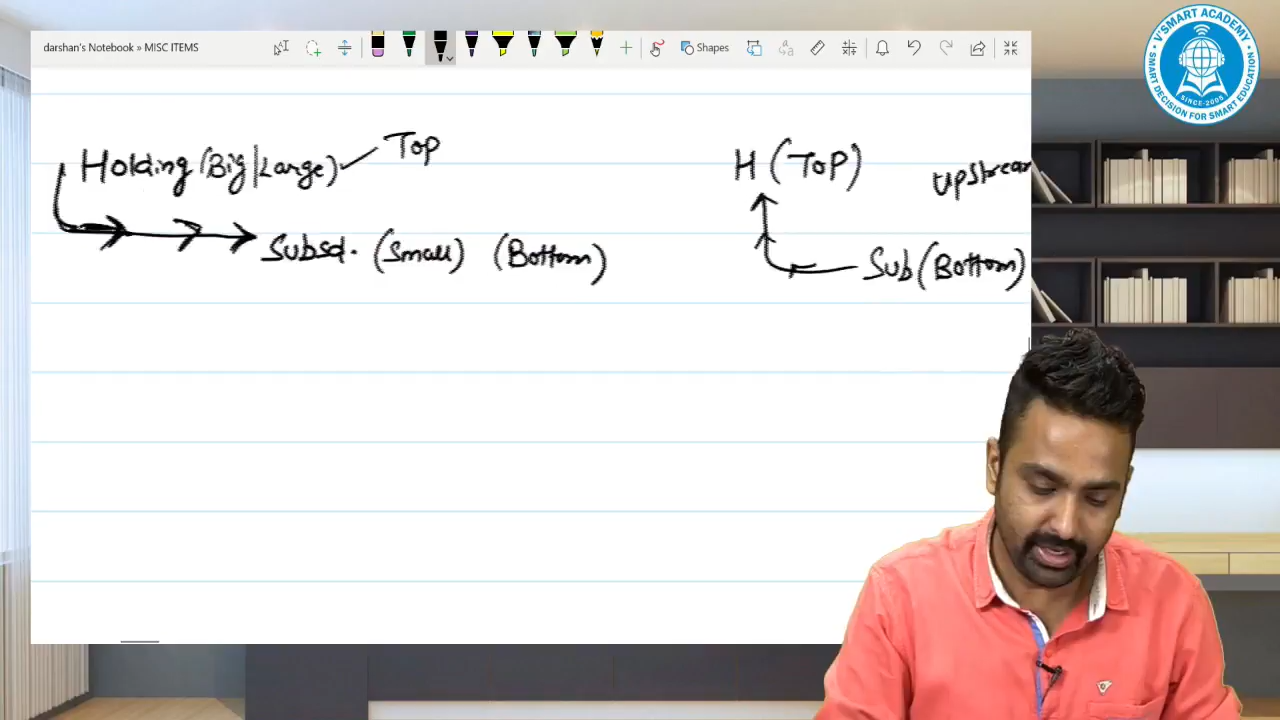 darshan's Notebook » MISC ITEMS
Shapes
V'SMART ACADEMY
SINCE-2005
SMART DECISION FOR SMART EDUCATION
Holding (Big|Large) Top
Subsd. (Small) (Bottom)
H (Top)
Upstream
Sub (Bottom)